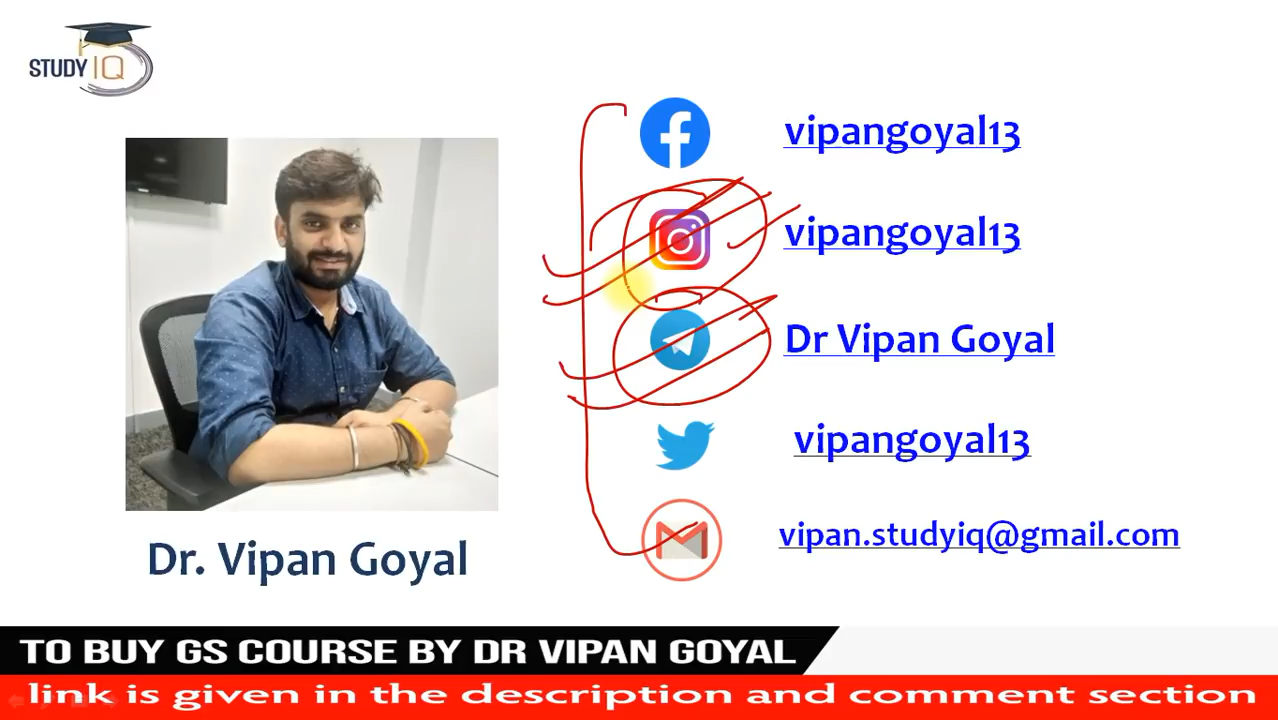 STUDY IQ
vipangoyal13
vipangoyal13
Dr Vipan Goyal
vipangoyal13
vipan.studyiq@gmail.com
Dr. Vipan Goyal
TO BUY GS COURSE BY DR VIPAN GOYAL
link is given in the description and comment section